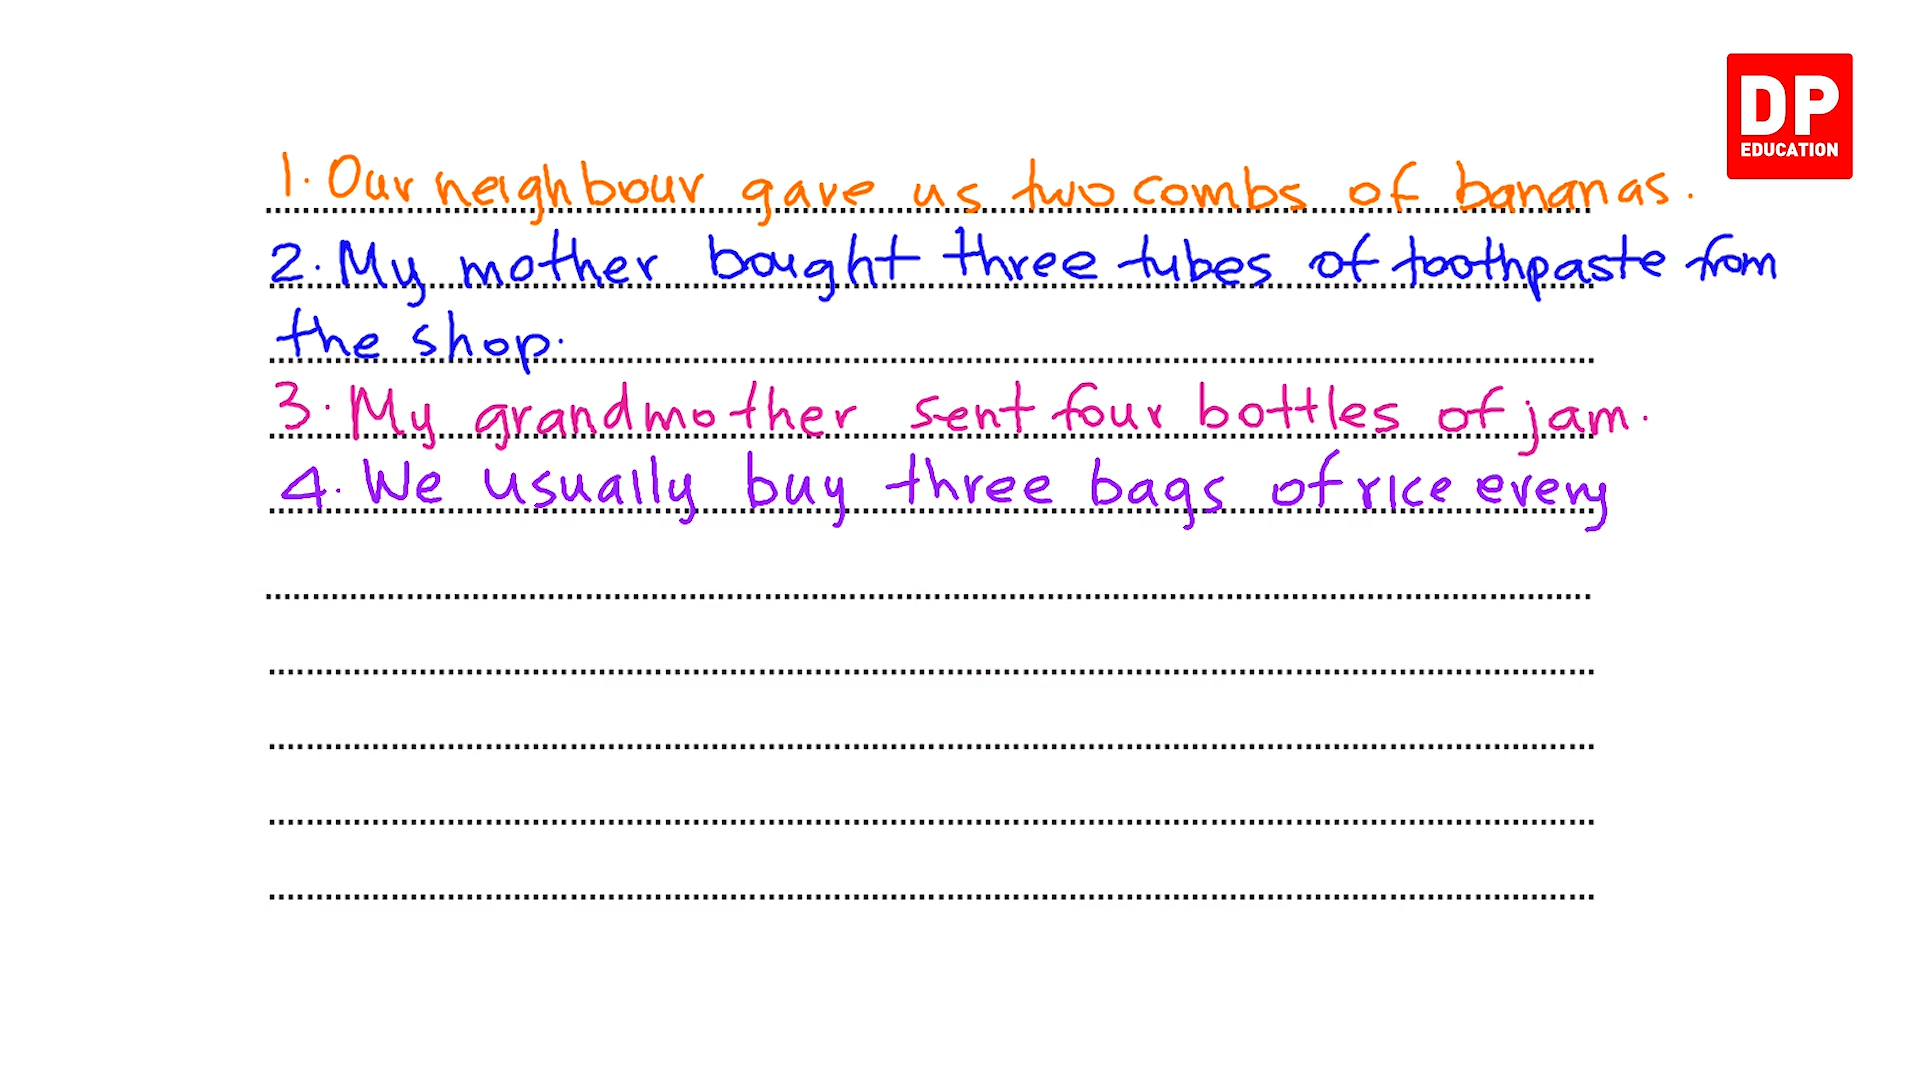 DP
EDUCATION
1. Our neighbour gave us two combs of bananas.
2. My mother bought three tubes of toothpaste from
the shop.
3. My grandmother sent four bottles of jam.
4. We usually buy three bags of rice every